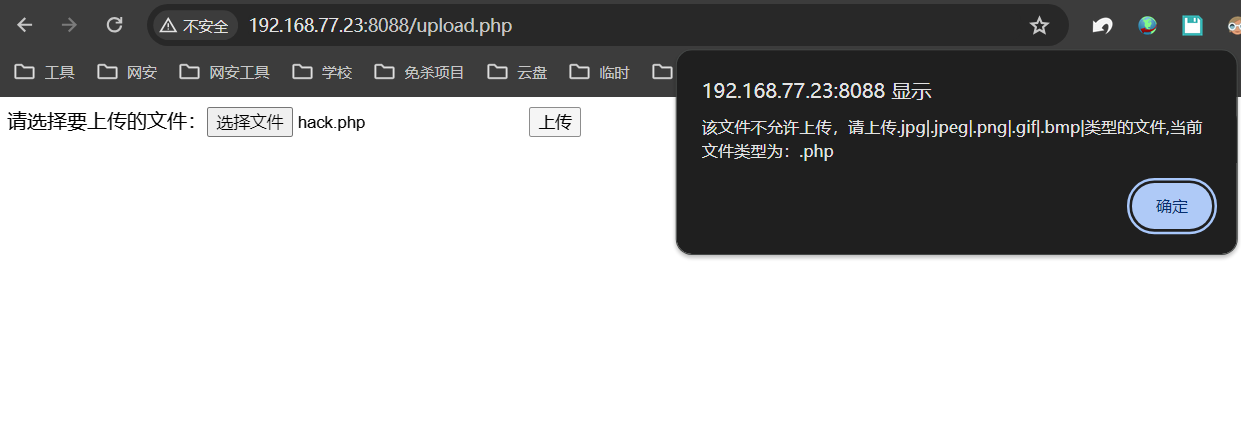 不安全 192.168.77.23:8088/upload.php
工具 网安 网安工具 学校 免杀项目 云盘 临时
192.168.77.23:8088 显示
该文件不允许上传，请上传.jpg|.jpeg|.png|.gif|.bmp|类型的文件,当前
文件类型为：.php
确定
请选择要上传的文件：选择文件 hack.php 上传